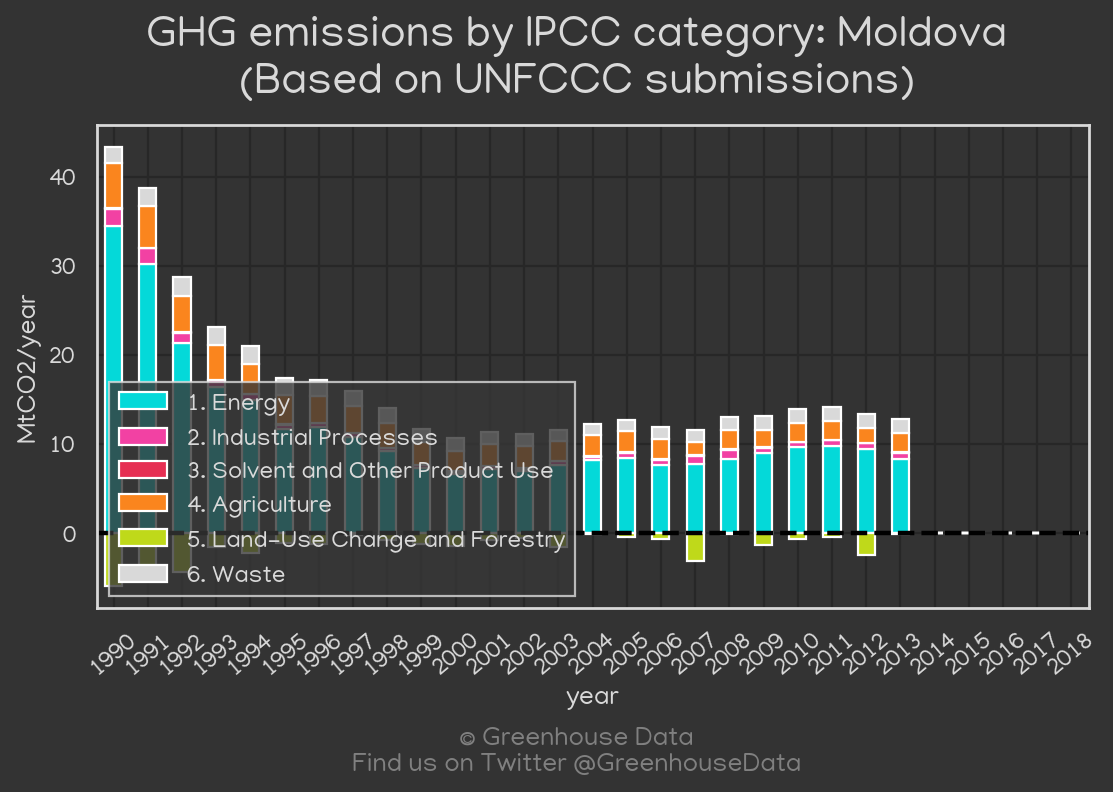 GHG emissions by IPCC category: Moldova
(Based on UNFCCC submissions)
MtCO2/year
40
30
20
10
0
1. Energy
2. Industrial Processes
3. Solvent and Other Product Use
4. Agriculture
5. Land-Use Change and Forestry
6. Waste
1990 1991 1992 1993 1994 1995 1996 1997 1998 1999 2000 2001 2002 2003 2004 2005 2006 2007 2008 2009 2010 2011 2012 2013 2014 2015 2016 2017 2018
year
© Greenhouse Data
Find us on Twitter @GreenhouseData